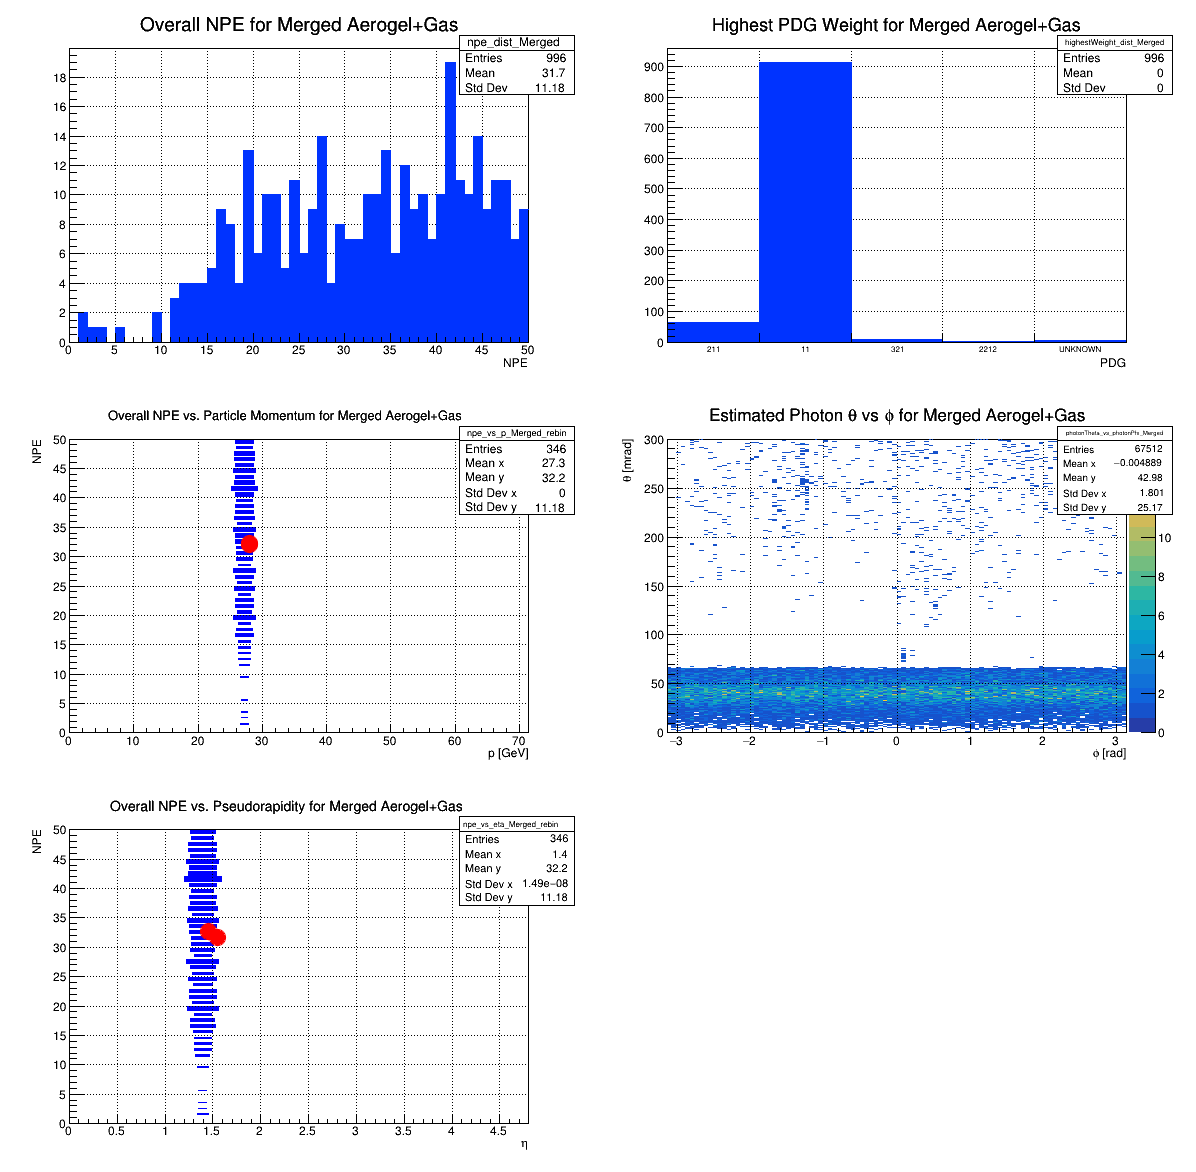 Overall NPE for Merged Aerogel+Gas
npe_dist_Merged
Entries 996
Mean 31.7
Std Dev 11.18
18
16
14
12
10
8
6
4
2
0
0 5 10 15 20 25 30 35 40 45 50
NPE
Highest PDG Weight for Merged Aerogel+Gas
highestWeight_dist_Merged
Entries 996
Mean 0
Std Dev 0
900
800
700
600
500
400
300
200
100
0
211 11 321 2212 UNKNOWN
PDG
Overall NPE vs. Particle Momentum for Merged Aerogel+Gas
npe_vs_p_Merged_rebin
Entries 346
Mean x 27.3
Mean y 32.2
Std Dev x 0
Std Dev y 11.18
NPE
50
45
40
35
30
25
20
15
10
5
0
0 10 20 30 40 50 60 70
p [GeV]
Estimated Photon θ vs ϕ for Merged Aerogel+Gas
photonTheta_vs_photonPhi_Merged
Entries 67512
Mean x −0.004889
Mean y 42.98
Std Dev x 1.801
Std Dev y 25.17
θ [mrad]
300
250
200
150
100
50
0
−3 −2 −1 0 1 2 3
ϕ [rad]
10
8
6
4
2
0
Overall NPE vs. Pseudorapidity for Merged Aerogel+Gas
npe_vs_eta_Merged_rebin
Entries 346
Mean x 1.4
Mean y 32.2
Std Dev x 1.49e−08
Std Dev y 11.18
NPE
50
45
40
35
30
25
20
15
10
5
0
0 0.5 1 1.5 2 2.5 3 3.5 4 4.5
η